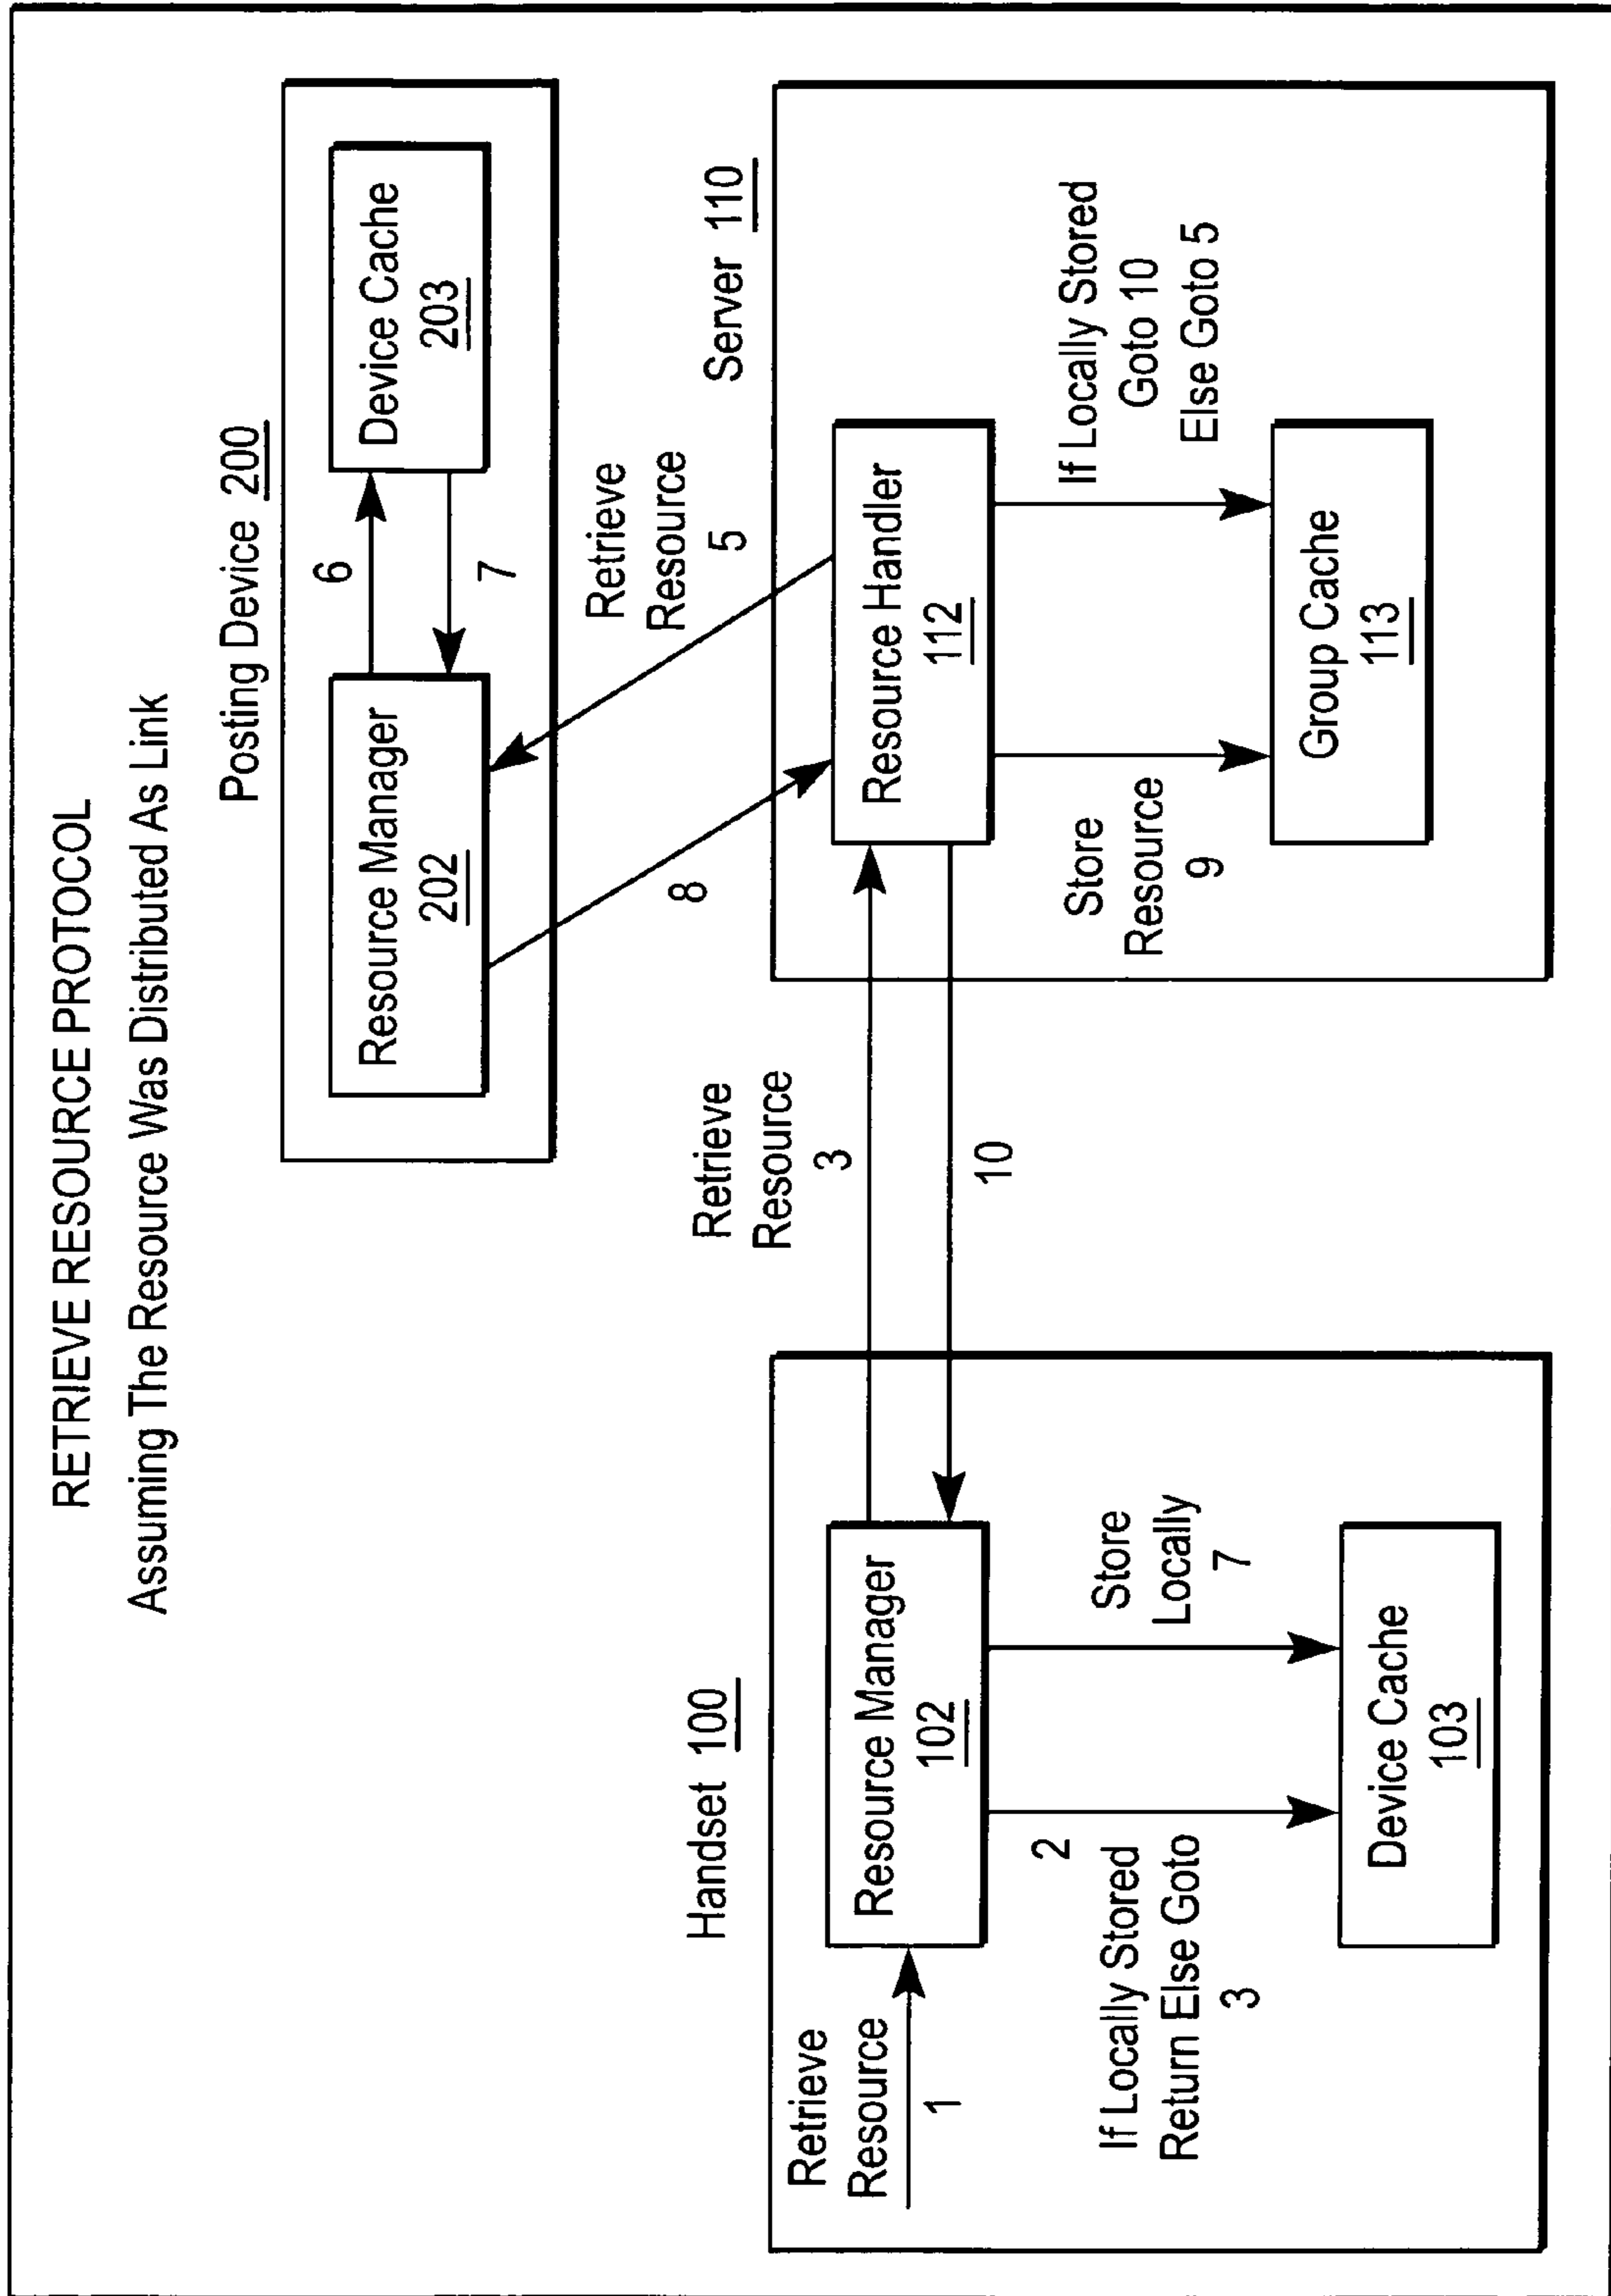 RETRIEVE RESOURCE PROTOCOL
Assuming The Resource Was Distributed As Link
Posting Device 200
Resource Manager
202
6
7
Device Cache
203
Retrieve
Resource
5
8
Handset 100
Retrieve
Resource
1
Resource Manager
102
2
If Locally Stored
Return Else Goto
3
Store
Locally
7
Device Cache
103
Retrieve
Resource
3
10
Server 110
Resource Handler
112
Store
Resource
9
If Locally Stored
Goto 10
Else Goto 5
Group Cache
113